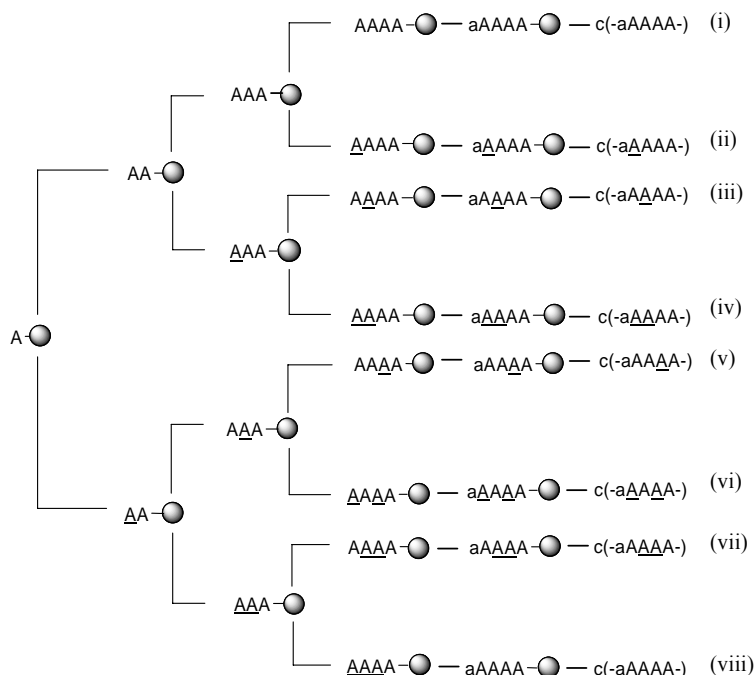 AAAA aAAAA c(-aAAAA-) (i)
AAA
AAAA aAAAA c(-aAAAA-) (ii)
AA
AAAA aAAAA c(-aAAAA-) (iii)
AAA
AAAA aAAAA c(-aAAAA-) (iv)
A
AAAA aAAAA c(-aAAAA-) (v)
AAA
AAAA aAAAA c(-aAAAA-) (vi)
AA
AAAA aAAAA c(-aAAAA-) (vii)
AAA
AAAA aAAAA c(-aAAAA-) (viii)